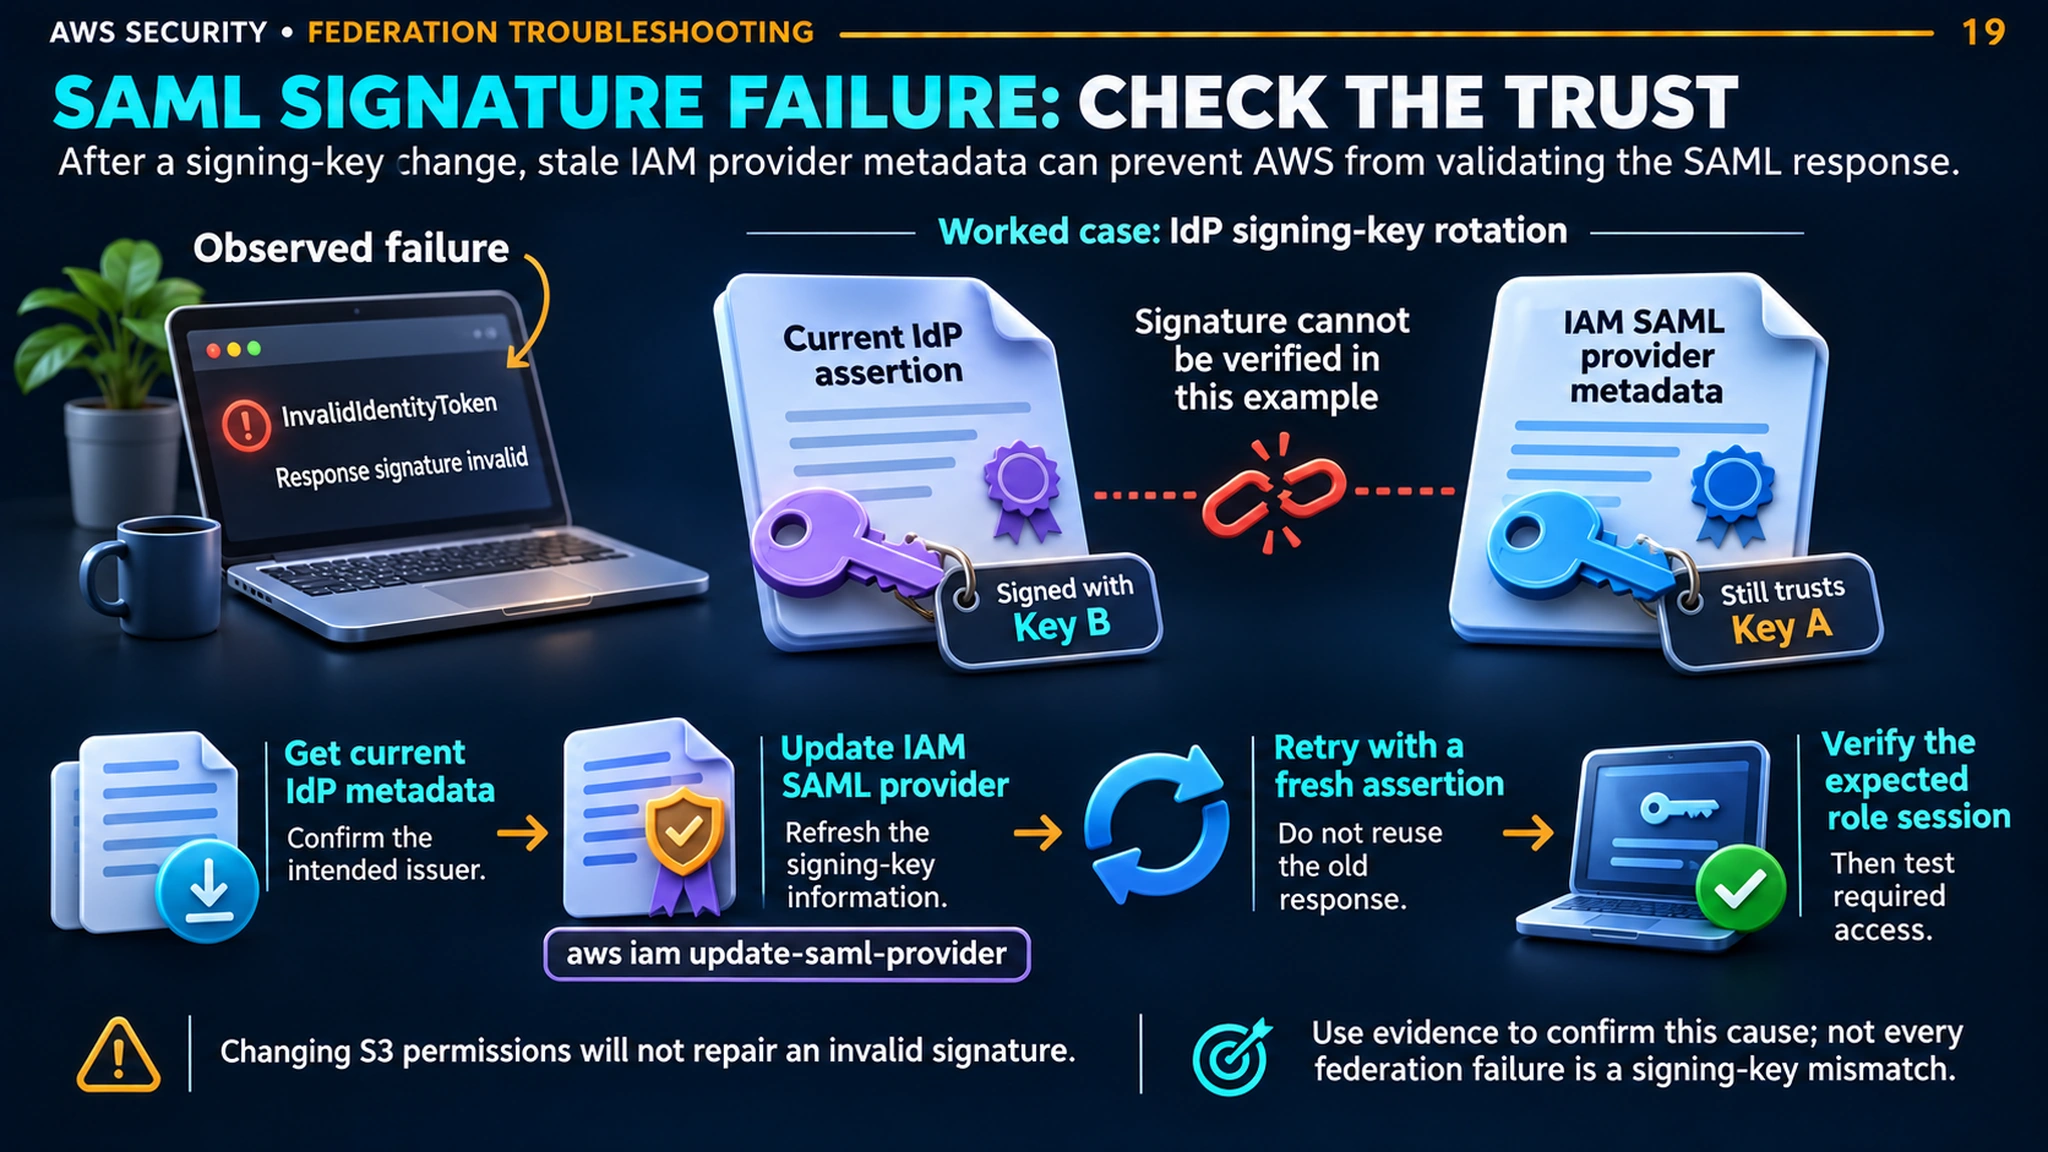 AWS SECURITY • FEDERATION TROUBLESHOOTING
19
SAML SIGNATURE FAILURE: CHECK THE TRUST
After a signing-key change, stale IAM provider metadata can prevent AWS from validating the SAML response.
Observed failure
InvalidIdentityToken
Response signature invalid
Worked case: IdP signing-key rotation
Current IdP
assertion
Signed with
Key B
Signature cannot
be verified in
this example
IAM SAML
provider
metadata
Still trusts
Key A
Get current
IdP metadata
Confirm the
intended issuer.
Update IAM
SAML provider
Refresh the
signing-key
information.
aws iam update-saml-provider
Retry with a
fresh assertion
Do not reuse
the old
response.
Verify the
expected
role session
Then test
required
access.
Changing S3 permissions will not repair an invalid signature.
Use evidence to confirm this cause; not every
federation failure is a signing-key mismatch.